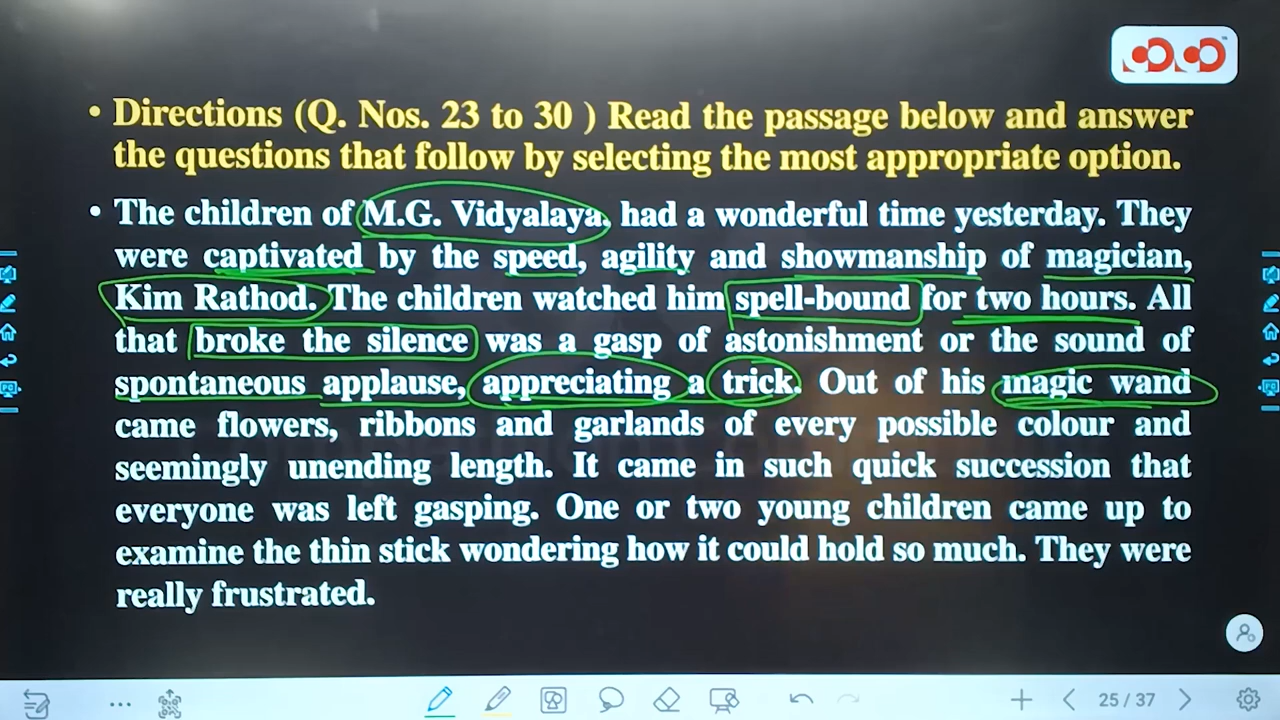 • Directions (Q. Nos. 23 to 30 ) Read the passage below and answer
the questions that follow by selecting the most appropriate option.
• The children of M.G. Vidyalaya, had a wonderful time yesterday. They
were captivated by the speed, agility and showmanship of magician,
Kim Rathod. The children watched him spell-bound for two hours. All
that broke the silence was a gasp of astonishment or the sound of
spontaneous applause, appreciating a trick. Out of his magic wand
came flowers, ribbons and garlands of every possible colour and
seemingly unending length. It came in such quick succession that
everyone was left gasping. One or two young children came up to
examine the thin stick wondering how it could hold so much. They were
really frustrated.
25 / 37